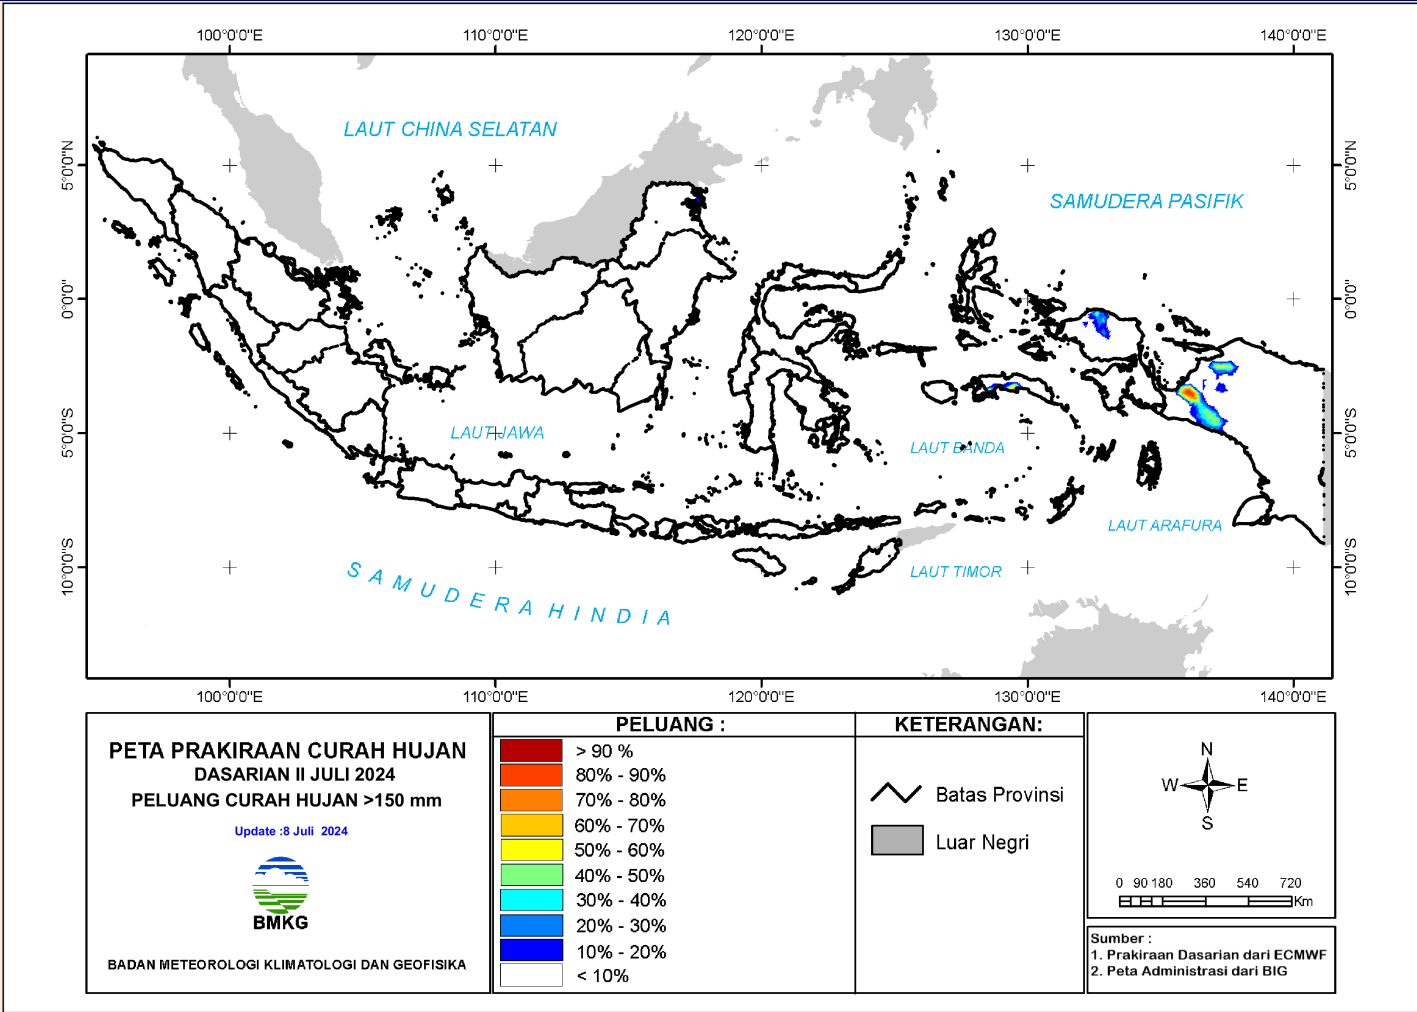 100°0'0"E 110°0'0"E 120°0'0"E 130°0'0"E 140°0'0"E
LAUT CHINA SELATAN
5°0'0"N 5°0'0"N
SAMUDERA PASIFIK
0°0'0" 0°0'0"
LAUT JAWA
5°0'0"S 5°0'0"S
LAUT BANDA
LAUT ARAFURA
10°0'0"S 10°0'0"S
LAUT TIMOR
SAMUDERA HINDIA
100°0'0"E 110°0'0"E 120°0'0"E 130°0'0"E 140°0'0"E
PETA PRAKIRAAN CURAH HUJAN
DASARIAN II JULI 2024
PELUANG CURAH HUJAN >150 mm
Update :8 Juli 2024
BMKG
BADAN METEOROLOGI KLIMATOLOGI DAN GEOFISIKA
PELUANG :
> 90 %
80% - 90%
70% - 80%
60% - 70%
50% - 60%
40% - 50%
30% - 40%
20% - 30%
10% - 20%
< 10%
KETERANGAN:
Batas Provinsi
Luar Negri
N
W E
S
0 90 180 360 540 720
Km
Sumber :
1. Prakiraan Dasarian dari ECMWF
2. Peta Administrasi dari BIG